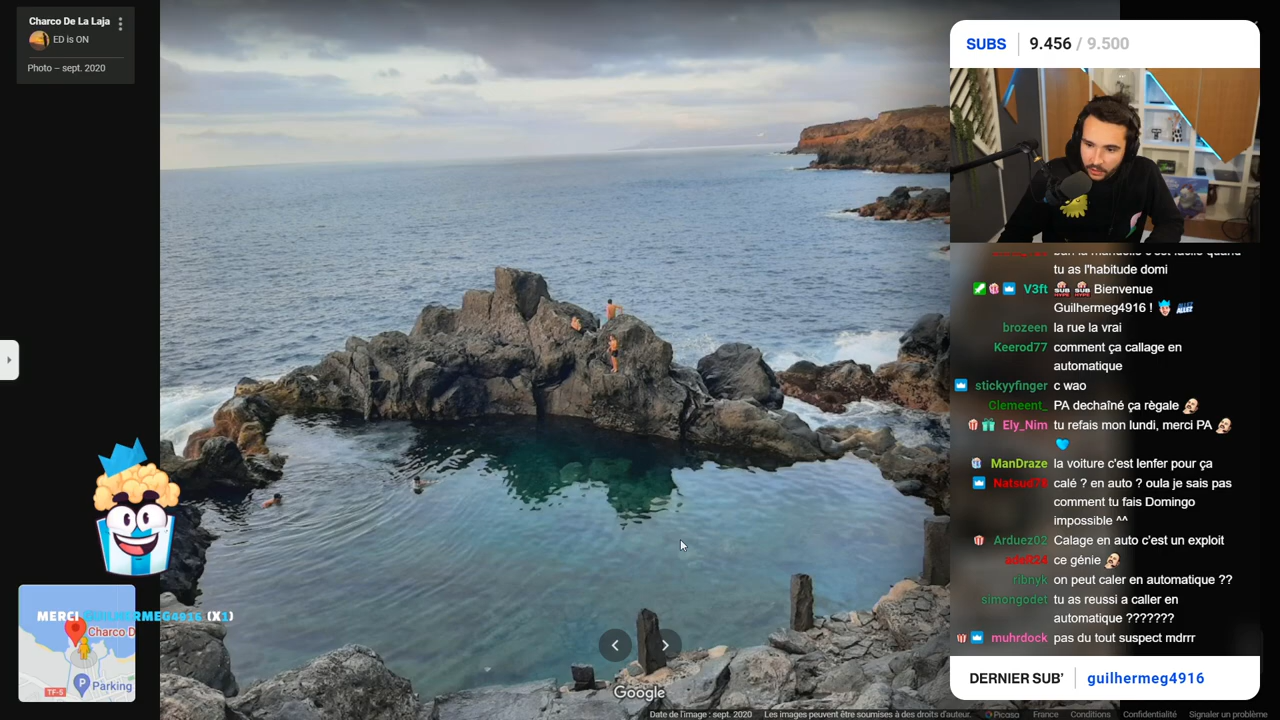 Charco De La Laja
ED is ON
Photo – sept. 2020
SUBS 9.456 / 9.500
tu as l'habitude domi
V3ft Bienvenue
Guilhermeg4916 !
brozeen la rue la vrai
Keerod77 comment ça callage en
automatique
stickyyfinger c wao
Clemeent_ PA dechaîné ça règale
Ely_Nim tu refais mon lundi, merci PA
ManDraze la voiture c'est lenfer pour ça
calé ? en auto ? oula je sais pas
comment tu fais Domingo
impossible ^^
Arduez02 Calage en auto c'est un exploit
ce génie
ribnyk on peut caler en automatique ??
simongodet tu as reussi a caller en
automatique ???????
muhrdock pas du tout suspect mdrrr
MERCI GUILHERMEG4916 (X1)
Charco D
Parking
TF-5
Google
DERNIER SUB' guilhermeg4916
Date de l'image : sept. 2020 Les images peuvent être soumises à des droits d'auteur. Picasa France Conditions Confidentialité Signaler un problème